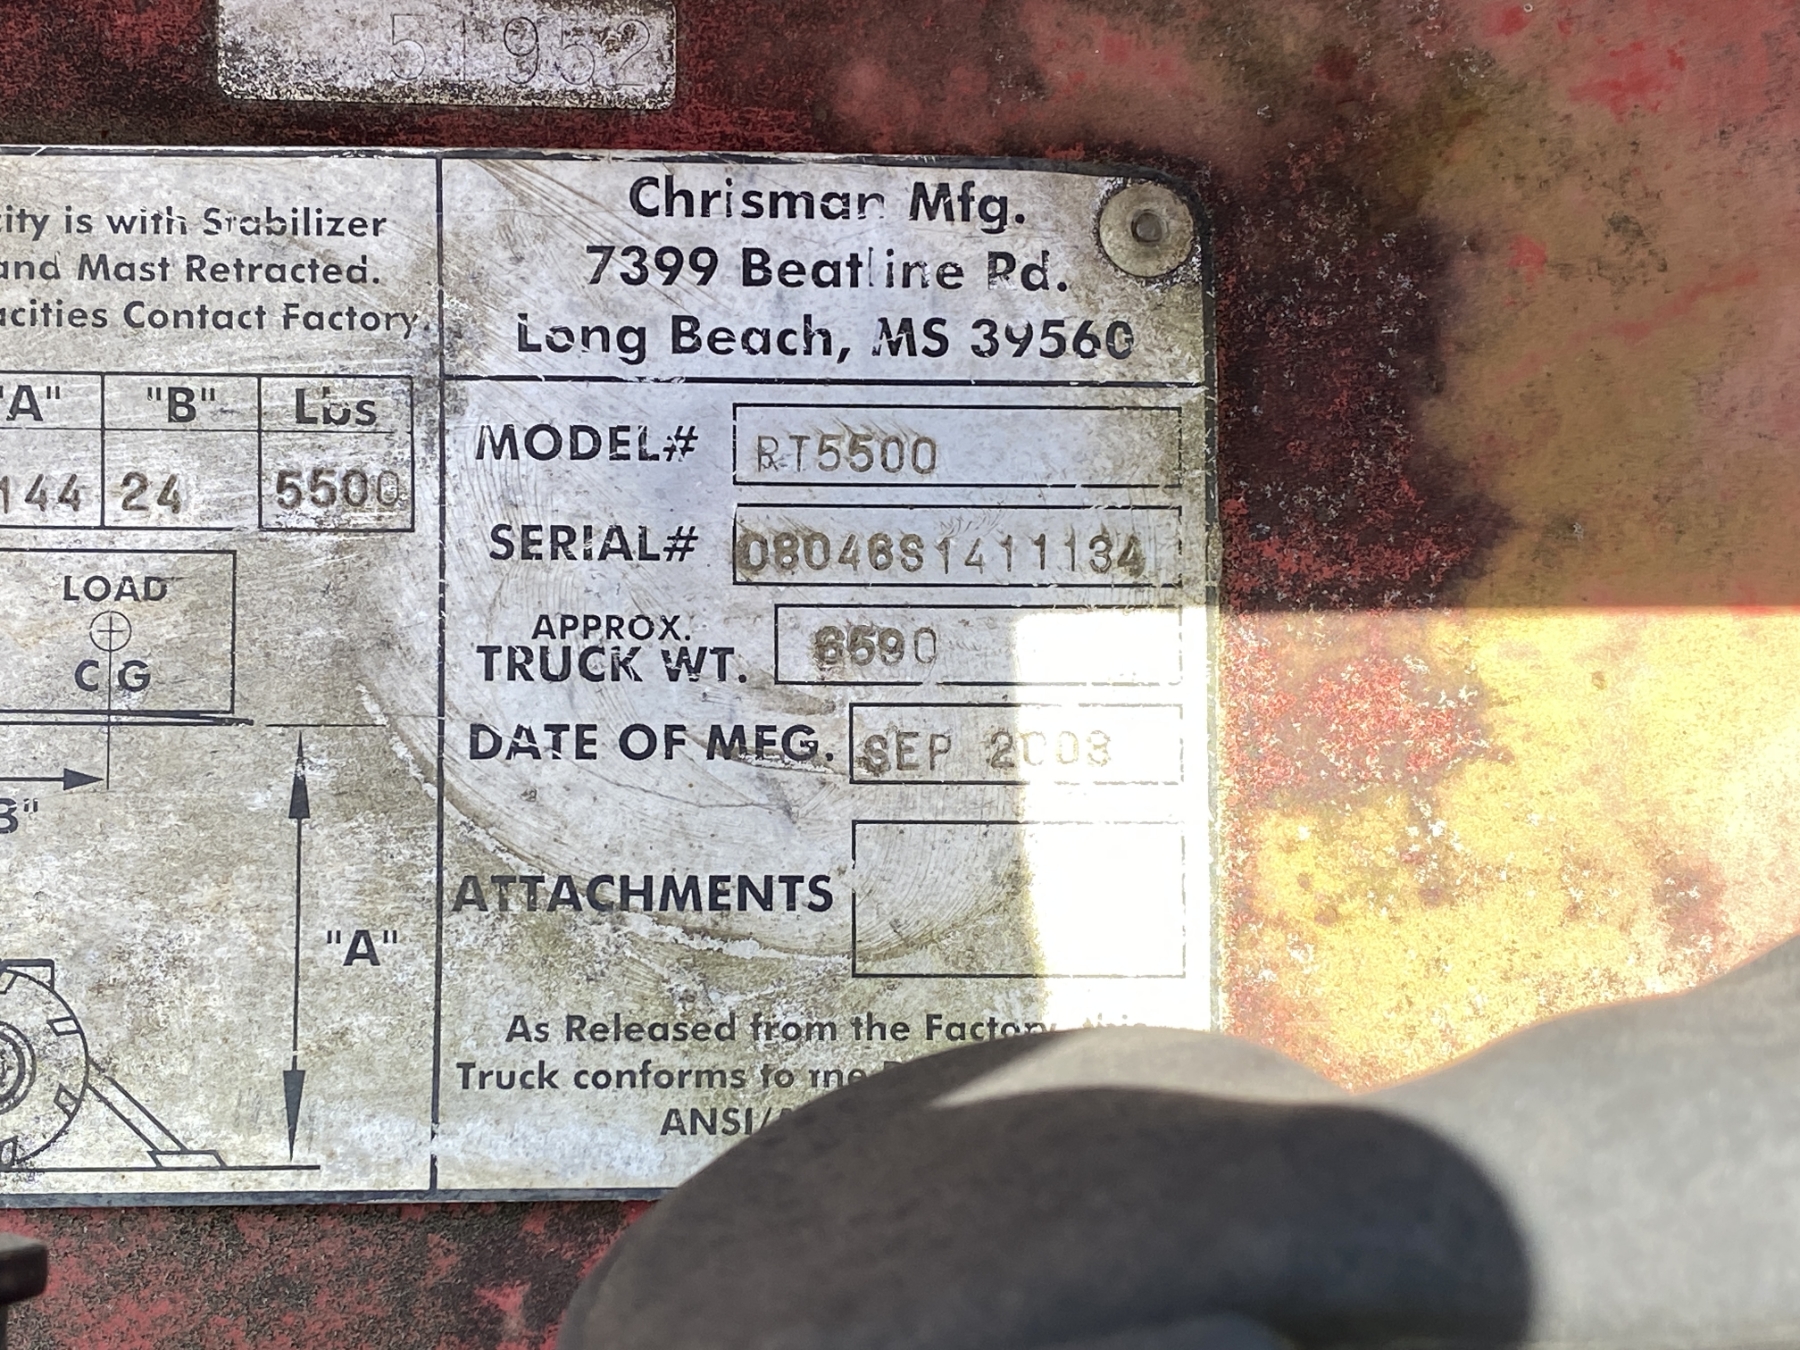 51952
city is with Stabilizer
and Mast Retracted.
acities Contact Factory.
"A" "B" Lbs
144 24 5500
LOAD
CG
B"
"A"
Chrisman Mfg.
7399 Beatline Rd.
Long Beach, MS 39560
MODEL# RT5500
SERIAL# 08046S1411134
APPROX.
TRUCK WT. 6590
DATE OF MFG. SEP 2003
ATTACHMENTS
As Released from the Factory, this
Truck conforms to the
ANSI/